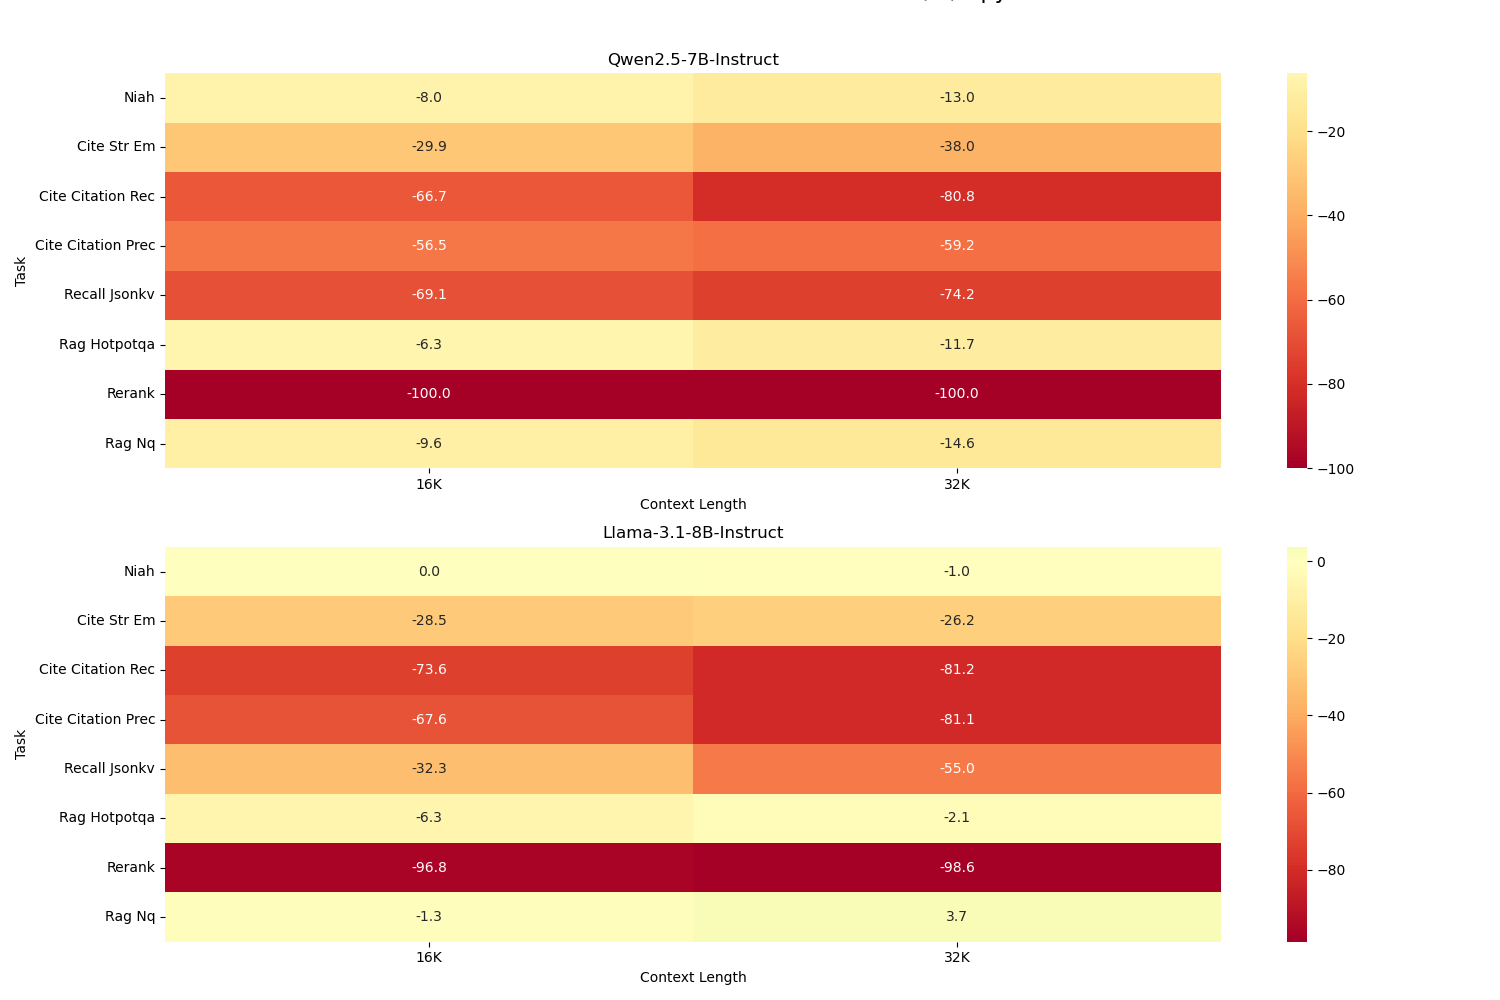 Qwen2.5-7B-Instruct
Niah -8.0 -13.0
−20
Cite Str Em -29.9 -38.0
Cite Citation Rec -66.7 -80.8
−40
Cite Citation Prec -56.5 -59.2
Task
Recall Jsonkv -69.1 -74.2
−60
Rag Hotpotqa -6.3 -11.7
Rerank -100.0 -100.0
−80
Rag Nq -9.6 -14.6
−100
16K 32K
Context Length
Llama-3.1-8B-Instruct
Niah 0.0 -1.0
0
Cite Str Em -28.5 -26.2
−20
Cite Citation Rec -73.6 -81.2
Cite Citation Prec -67.6 -81.1
−40
Task
Recall Jsonkv -32.3 -55.0
−60
Rag Hotpotqa -6.3 -2.1
Rerank -96.8 -98.6
−80
Rag Nq -1.3 3.7
16K 32K
Context Length